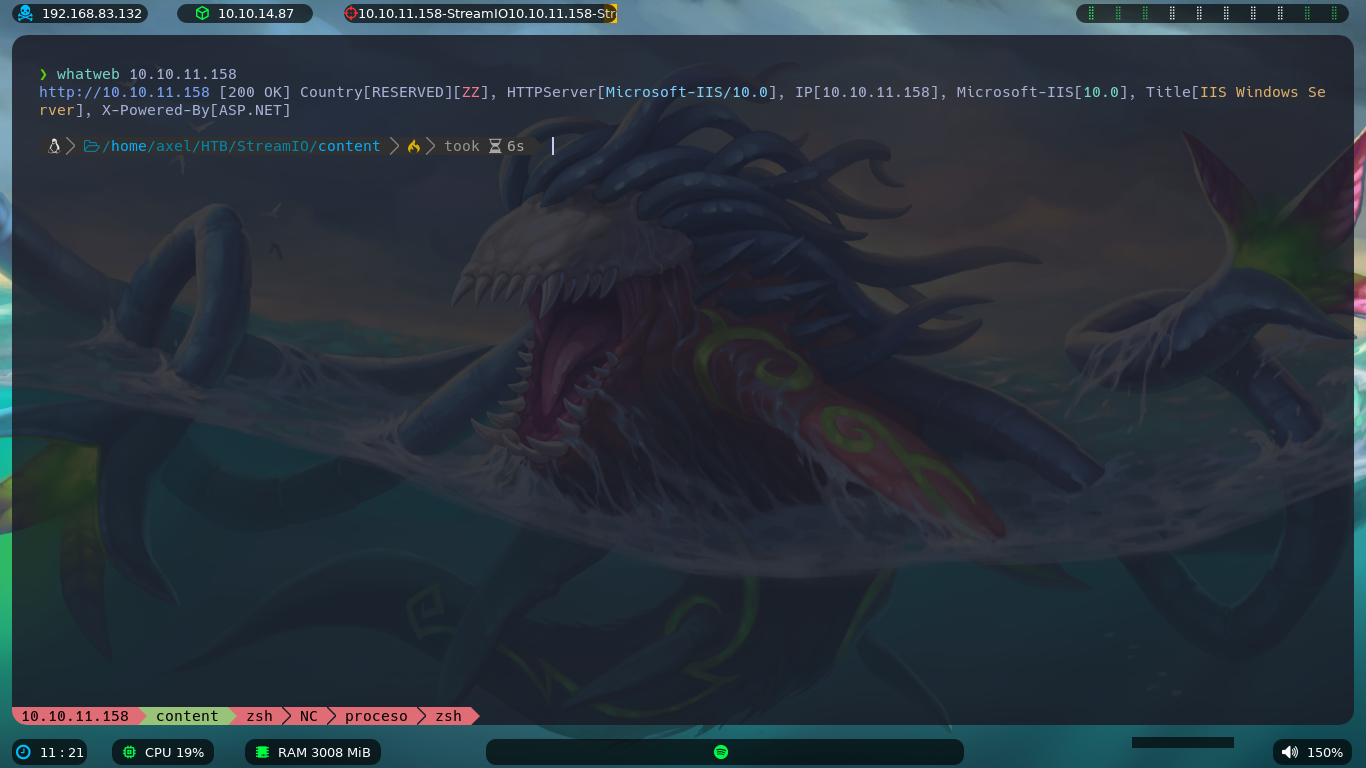 192.168.83.132 10.10.14.87 10.10.11.158-StreamIO10.10.11.158-Str
❯ whatweb 10.10.11.158
http://10.10.11.158 [200 OK] Country[RESERVED][ZZ], HTTPServer[Microsoft-IIS/10.0], IP[10.10.11.158], Microsoft-IIS[10.0], Title[IIS Windows Se
rver], X-Powered-By[ASP.NET]
/home/axel/HTB/StreamIO/content took 6s
10.10.11.158 content zsh NC proceso zsh
11 : 21 CPU 19% RAM 3008 MiB 150%